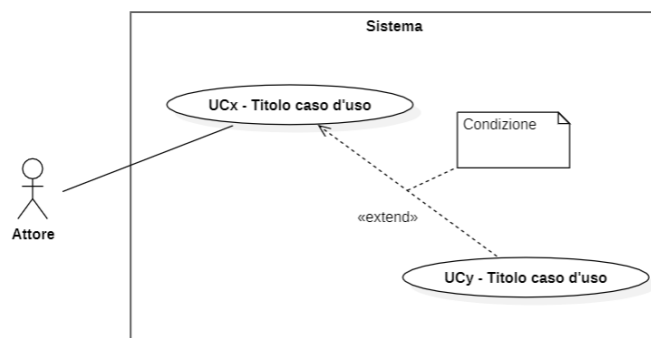 Sistema
UCx - Titolo caso d'uso
Condizione
Attore
«extend»
UCy - Titolo caso d'uso